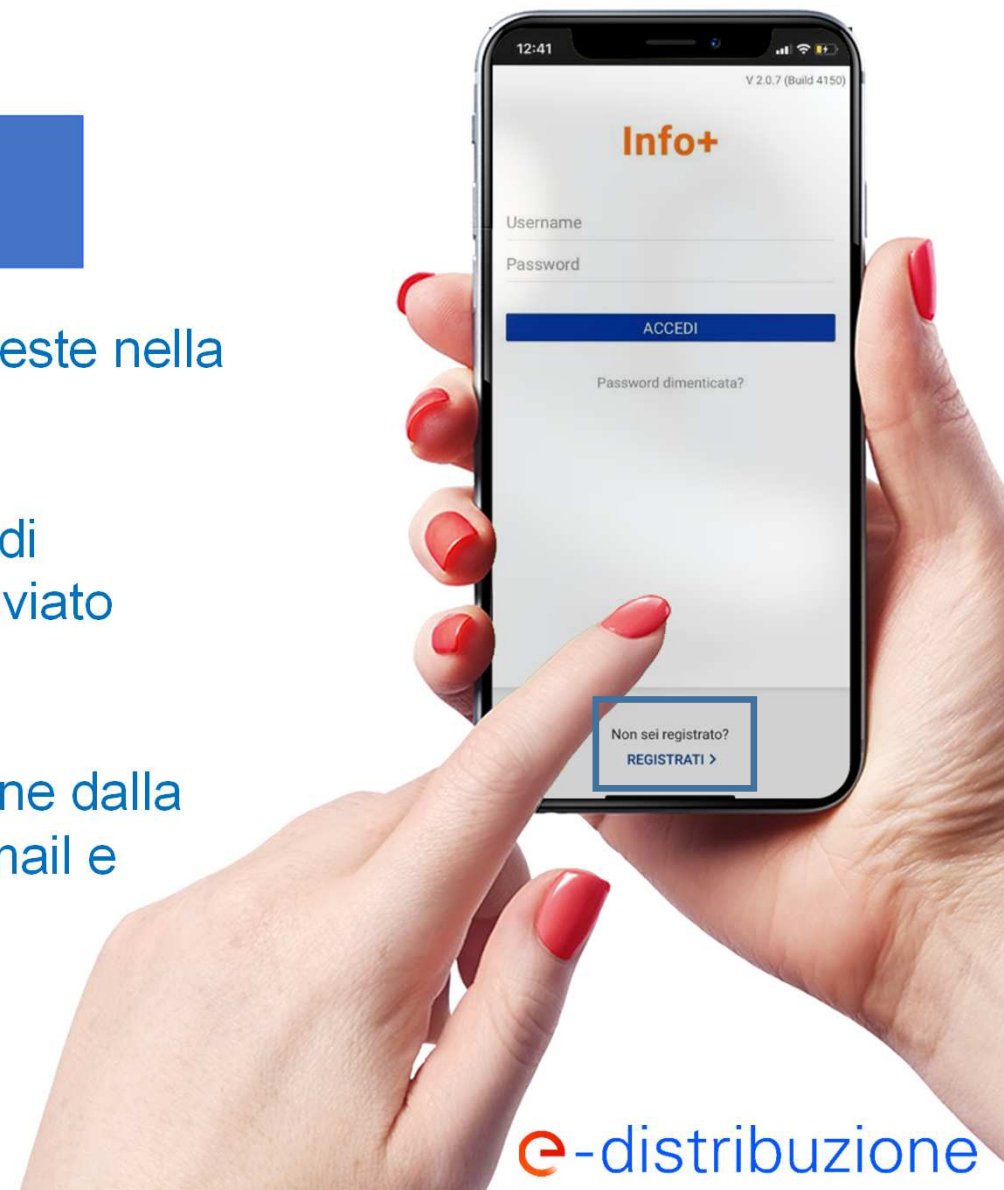 12:41
V 2.0.7 (Build 4150)
Info+
Username
Password
ACCEDI
Password dimenticata?
Non sei registrato?
REGISTRATI >
este nella
di
viato
ne dalla
nail e
e-distribuzione